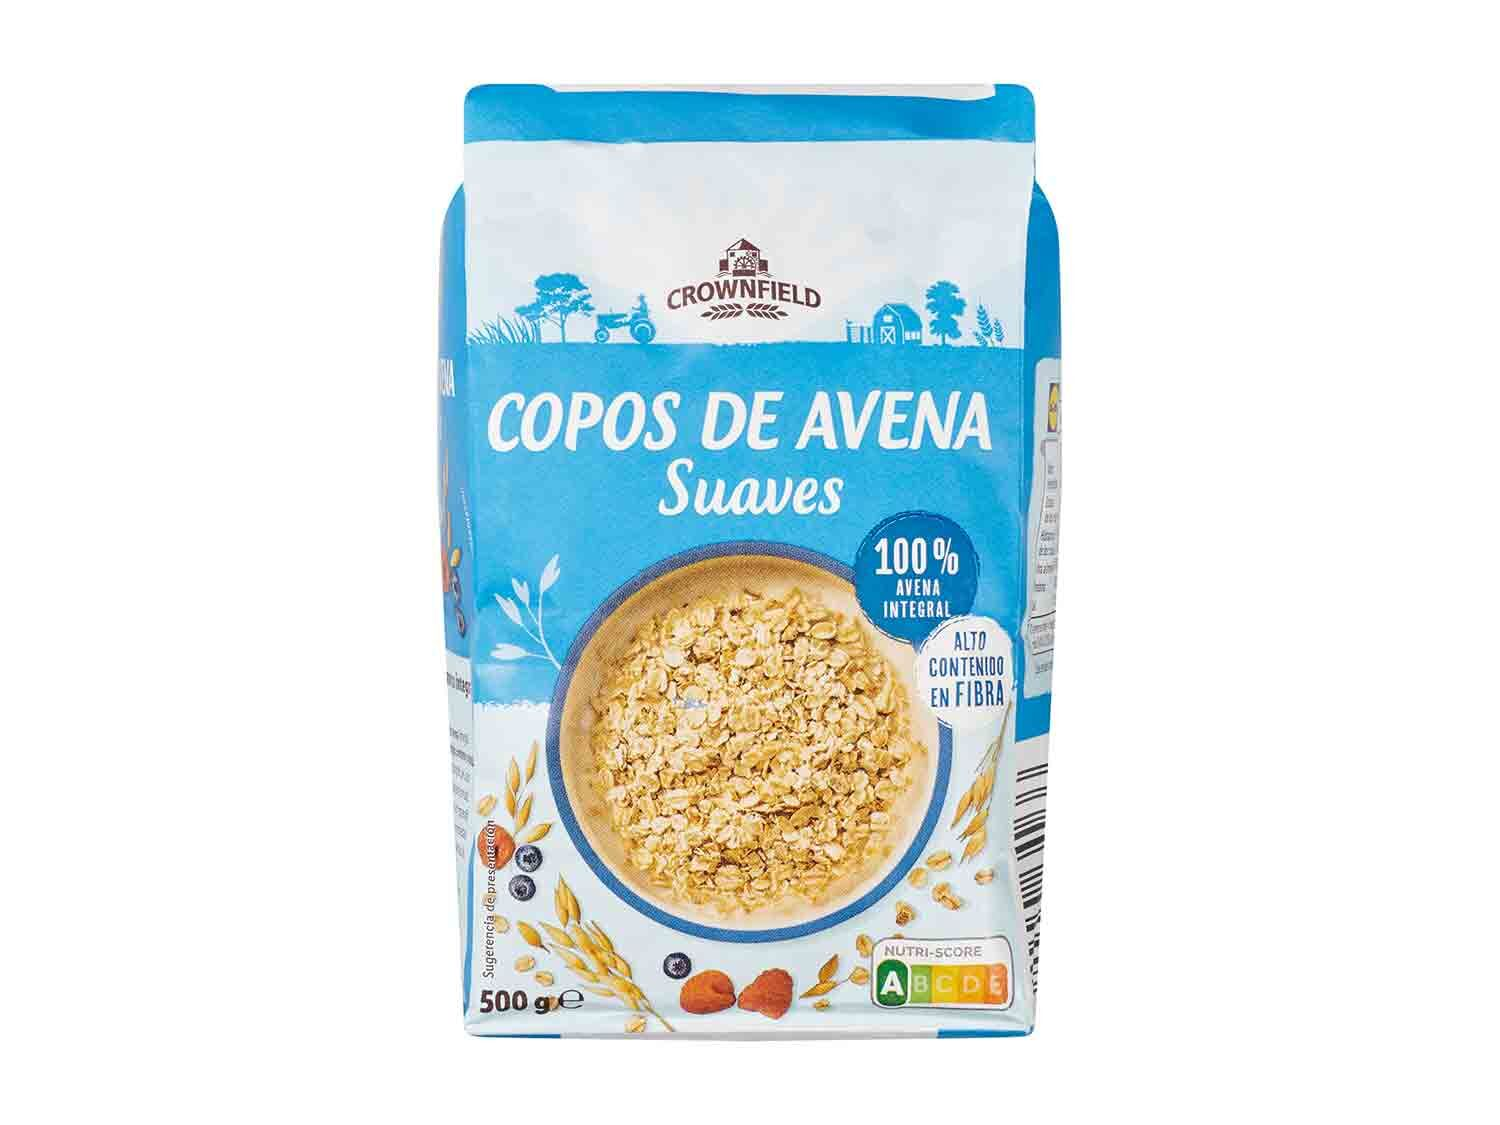 CROWNFIELD
COPOS DE AVENA
Suaves
100%
AVENA
INTEGRAL
ALTO
CONTENIDO
EN FIBRA
Sugerencia de presentación
NUTRI-SCORE
A B C D E
500 g e